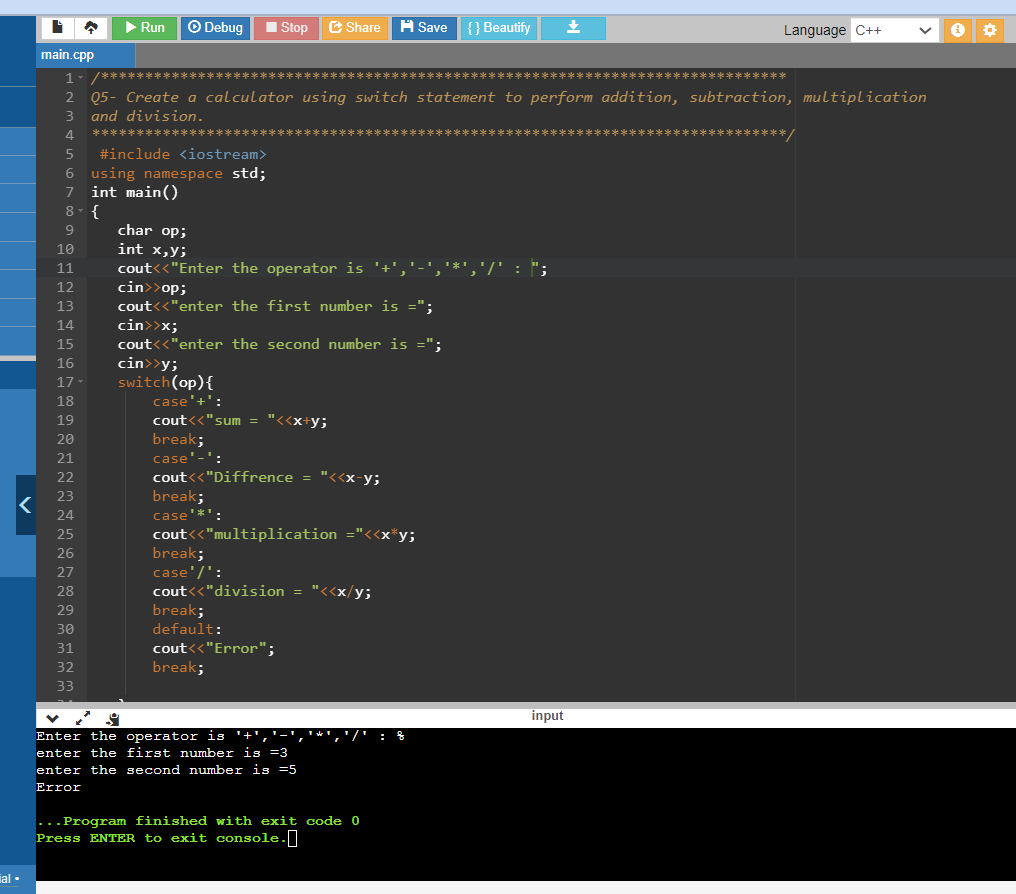 Run Debug Stop Share Save { } Beautify Language C++
main.cpp
1 /******************************************************************************
2 Q5- Create a calculator using switch statement to perform addition, subtraction, multiplication
3 and division.
4 *******************************************************************************/
5 #include <iostream>
6 using namespace std;
7 int main()
8 {
9 char op;
10 int x,y;
11 cout<<"Enter the operator is '+','-','*','/' : ";
12 cin>>op;
13 cout<<"enter the first number is =";
14 cin>>x;
15 cout<<"enter the second number is =";
16 cin>>y;
17 switch(op){
18 case'+':
19 cout<<"sum = "<<x+y;
20 break;
21 case'-':
22 cout<<"Diffrence = "<<x-y;
23 break;
24 case'*':
25 cout<<"multiplication ="<<x*y;
26 break;
27 case'/':
28 cout<<"division = "<<x/y;
29 break;
30 default:
31 cout<<"Error";
32 break;
33
input
Enter the operator is '+','-','*','/' : %
enter the first number is =3
enter the second number is =5
Error
...Program finished with exit code 0
Press ENTER to exit console.
ial •